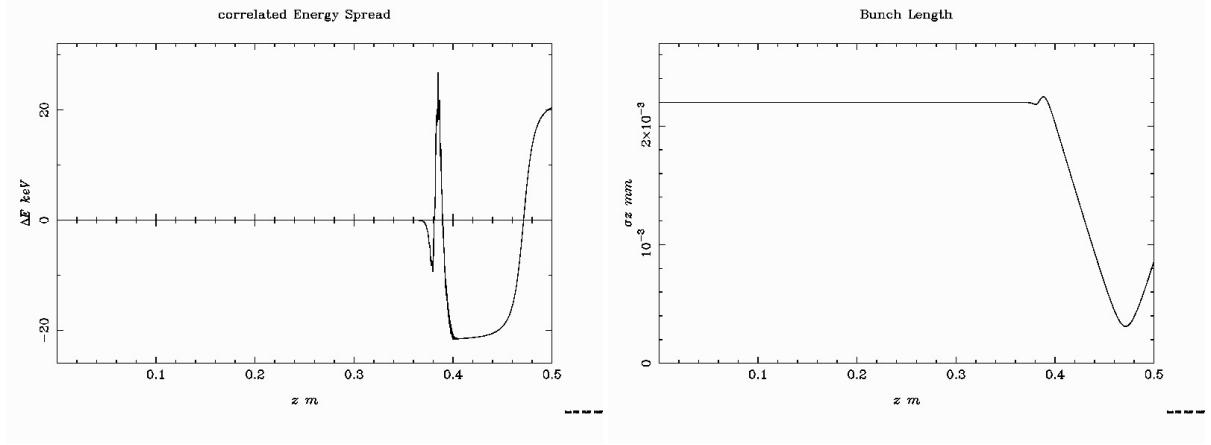 correlated Energy Spread
20
0
-20
ΔE keV
0.1 0.2 0.3 0.4 0.5
z m
Bunch Length
2×10⁻³
10⁻³
0
σz mm
0.1 0.2 0.3 0.4 0.5
z m